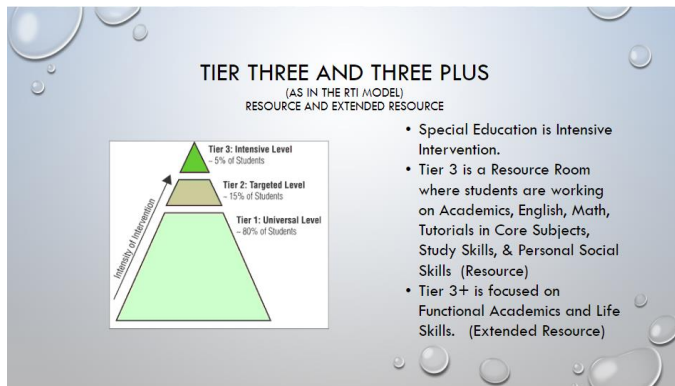 TIER THREE AND THREE PLUS
(AS IN THE RTI MODEL)
RESOURCE AND EXTENDED RESOURCE
Tier 3: Intensive Level
~ 5% of Students
Tier 2: Targeted Level
~ 15% of Students
Tier 1: Universal Level
~ 80% of Students
Intensity of Intervention
• Special Education is Intensive
Intervention.
• Tier 3 is a Resource Room
where students are working
on Academics, English, Math,
Tutorials in Core Subjects,
Study Skills, & Personal Social
Skills (Resource)
• Tier 3+ is focused on
Functional Academics and Life
Skills. (Extended Resource)